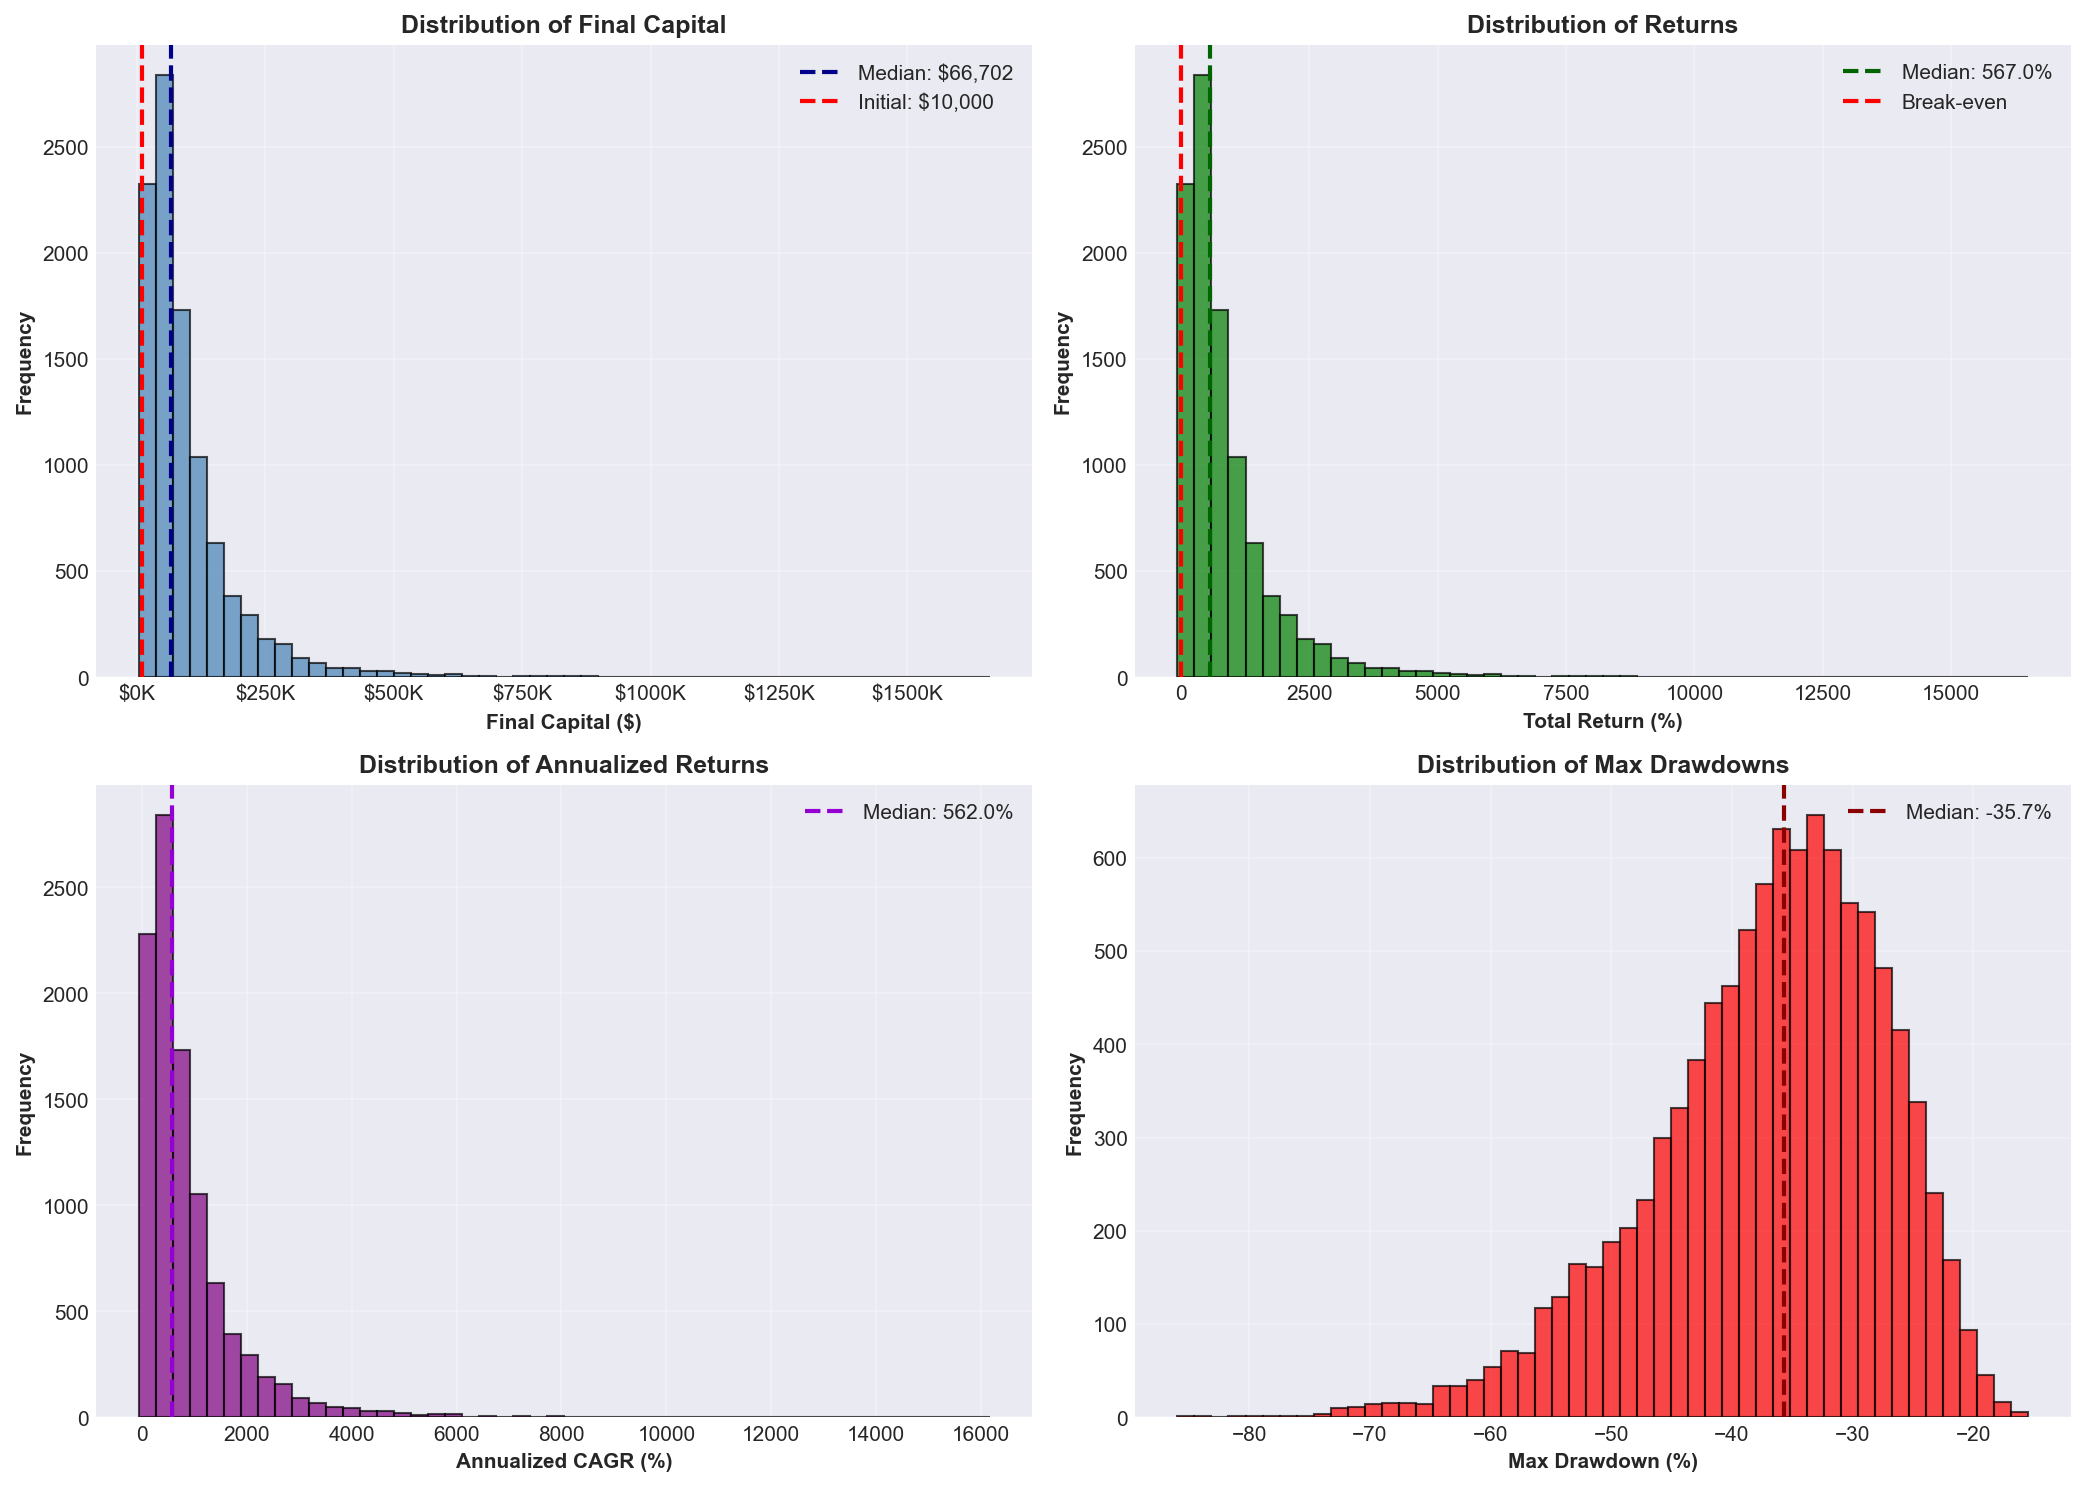 Distribution of Final Capital
Median: $66,702
Initial: $10,000
Frequency
2500
2000
1500
1000
500
0
$0K $250K $500K $750K $1000K $1250K $1500K
Final Capital ($)
Distribution of Returns
Median: 567.0%
Break-even
Frequency
2500
2000
1500
1000
500
0
0 2500 5000 7500 10000 12500 15000
Total Return (%)
Distribution of Annualized Returns
Median: 562.0%
Frequency
2500
2000
1500
1000
500
0
0 2000 4000 6000 8000 10000 12000 14000 16000
Annualized CAGR (%)
Distribution of Max Drawdowns
Median: -35.7%
Frequency
600
500
400
300
200
100
0
−80 −70 −60 −50 −40 −30 −20
Max Drawdown (%)